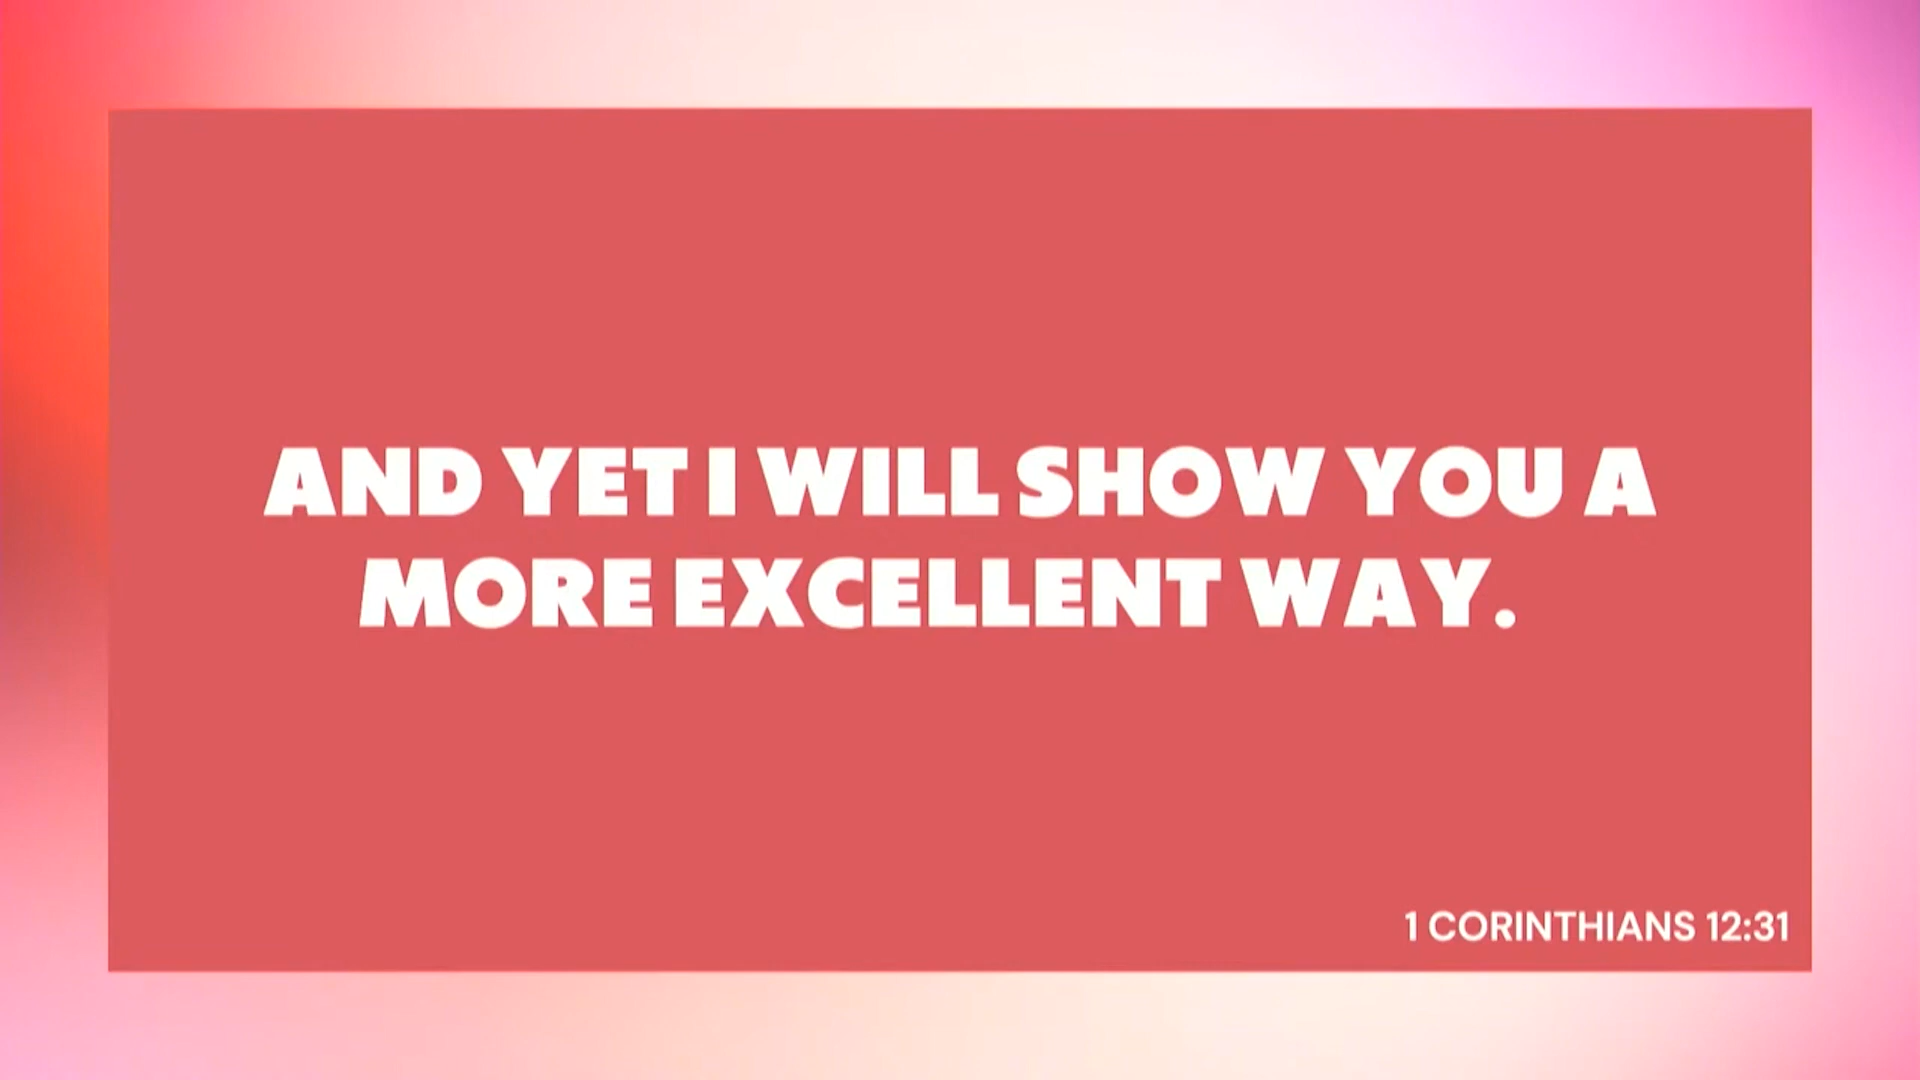 AND YET I WILL SHOW YOU A
MORE EXCELLENT WAY.
1 CORINTHIANS 12:31